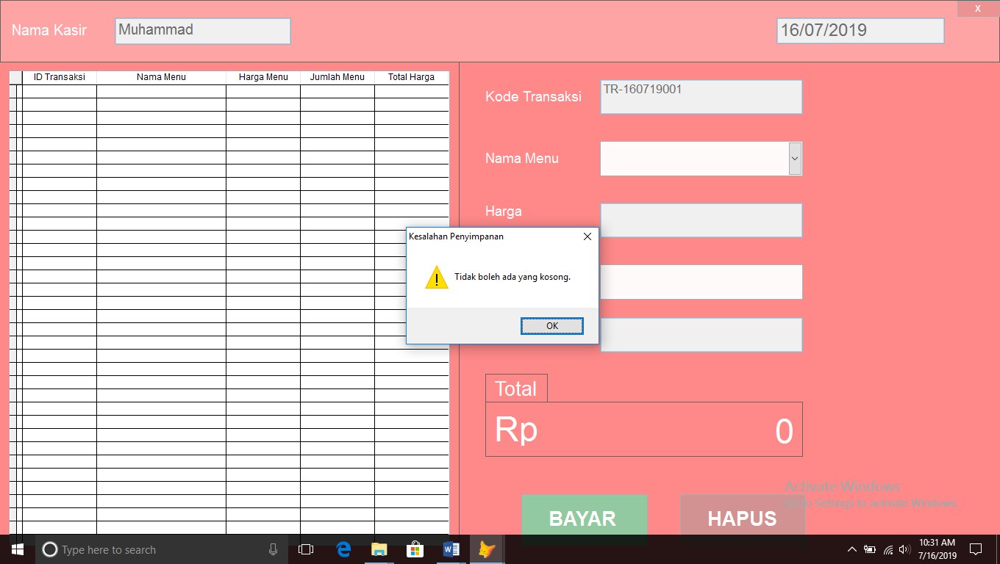 X
Nama Kasir Muhammad 16/07/2019
ID Transaksi Nama Menu Harga Menu Jumlah Menu Total Harga
Kode Transaksi TR-160719001
Nama Menu
Harga
Kesalahan Penyimpanan
Tidak boleh ada yang kosong.
OK
Total
Rp 0
Activate Windows
Go to Settings to activate Windows.
BAYAR HAPUS
Type here to search
10:31 AM
7/16/2019